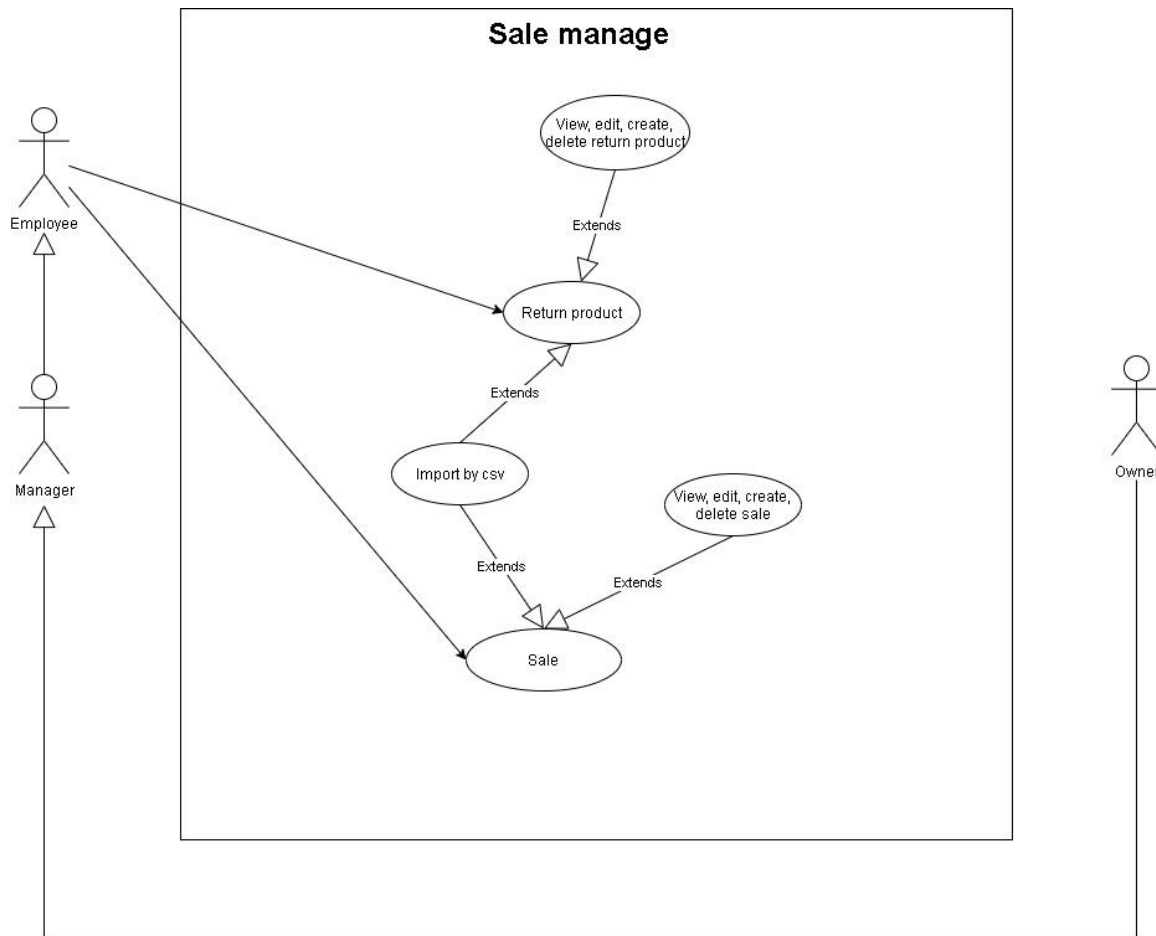 Sale manage
View, edit, create,
delete return product
Employee
Extends
Return product
Extends
Manager
Import by csv
Owner
View, edit, create,
delete sale
Extends
Extends
Sale